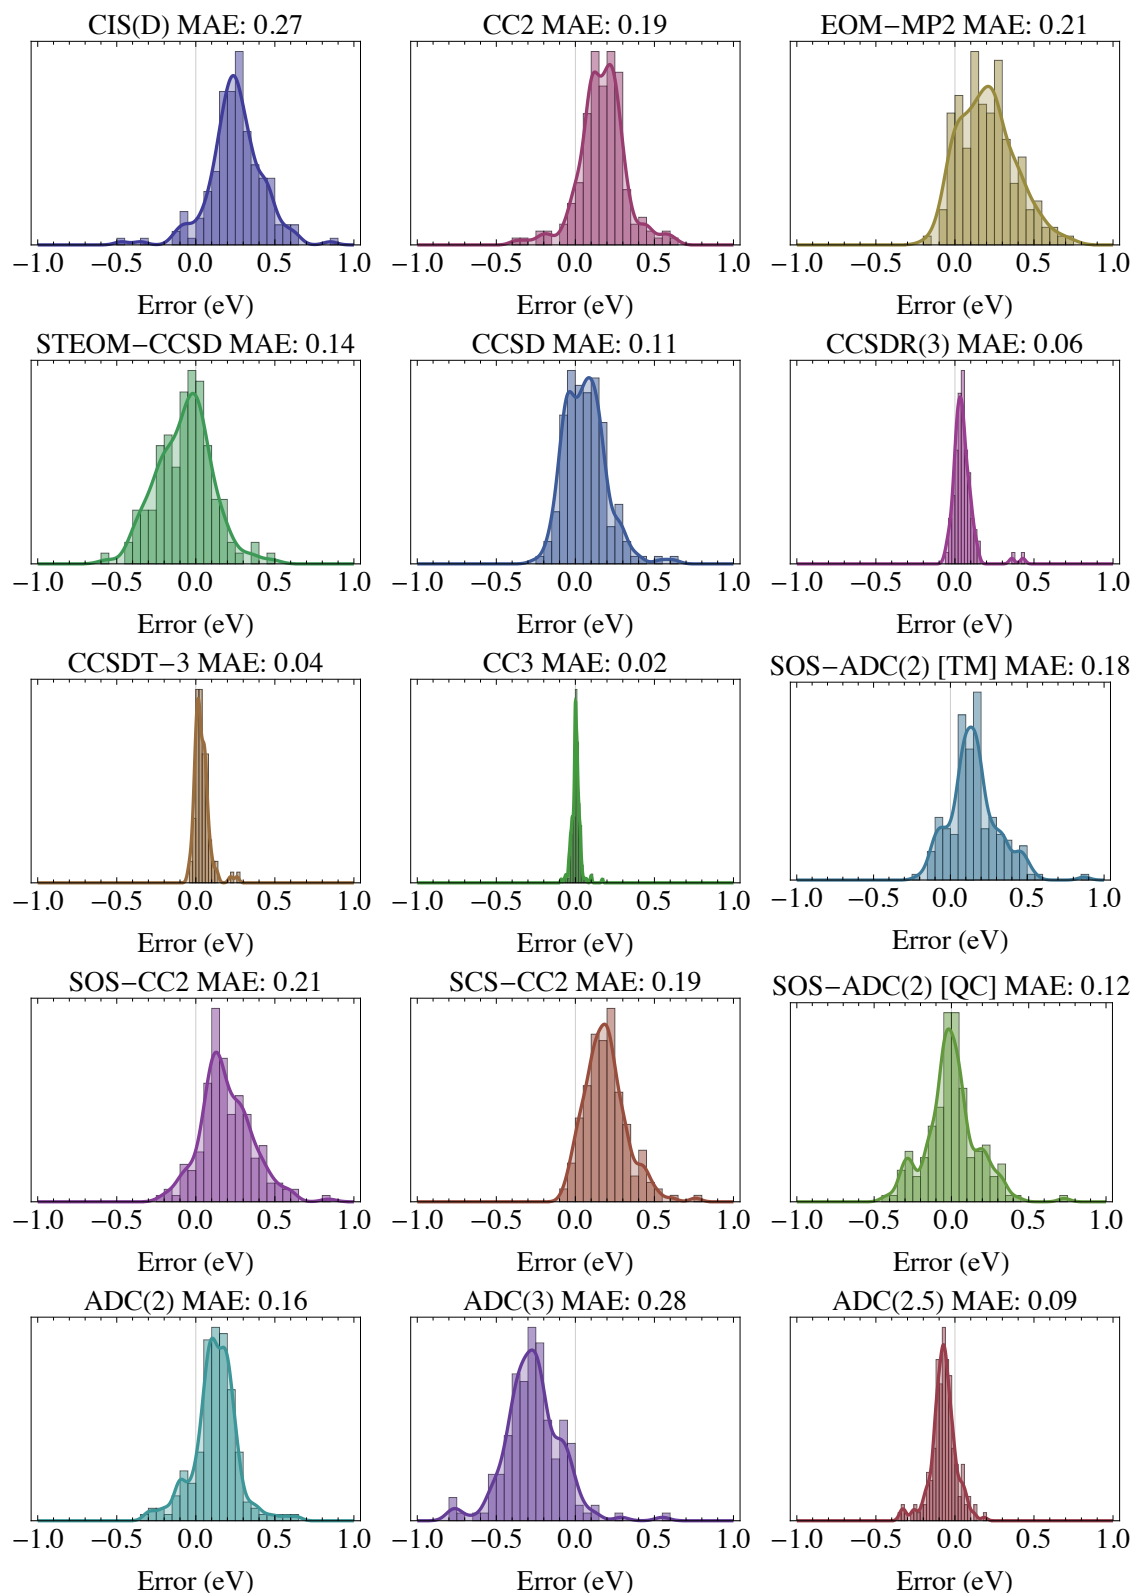 CIS(D) MAE: 0.27
CC2 MAE: 0.19
EOM−MP2 MAE: 0.21
−1.0 −0.5 0.0 0.5 1.0
−1.0 −0.5 0.0 0.5 1.0
−1.0 −0.5 0.0 0.5 1.0
Error (eV)
Error (eV)
Error (eV)
STEOM−CCSD MAE: 0.14
CCSD MAE: 0.11
CCSDR(3) MAE: 0.06
−1.0 −0.5 0.0 0.5 1.0
−1.0 −0.5 0.0 0.5 1.0
−1.0 −0.5 0.0 0.5 1.0
Error (eV)
Error (eV)
Error (eV)
CCSDT−3 MAE: 0.04
CC3 MAE: 0.02
SOS−ADC(2) [TM] MAE: 0.18
−1.0 −0.5 0.0 0.5 1.0
−1.0 −0.5 0.0 0.5 1.0
−1.0 −0.5 0.0 0.5 1.0
Error (eV)
Error (eV)
Error (eV)
SOS−CC2 MAE: 0.21
SCS−CC2 MAE: 0.19
SOS−ADC(2) [QC] MAE: 0.12
−1.0 −0.5 0.0 0.5 1.0
−1.0 −0.5 0.0 0.5 1.0
−1.0 −0.5 0.0 0.5 1.0
Error (eV)
Error (eV)
Error (eV)
ADC(2) MAE: 0.16
ADC(3) MAE: 0.28
ADC(2.5) MAE: 0.09
−1.0 −0.5 0.0 0.5 1.0
−1.0 −0.5 0.0 0.5 1.0
−1.0 −0.5 0.0 0.5 1.0
Error (eV)
Error (eV)
Error (eV)